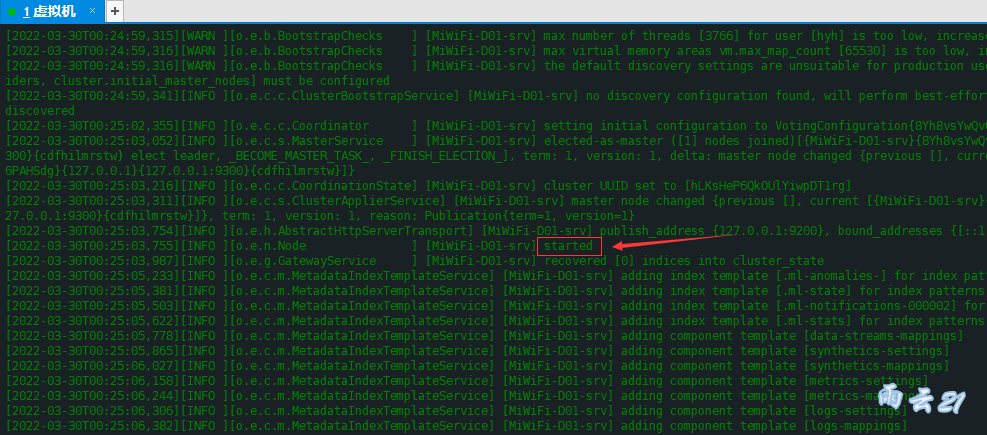 1 虚拟机 × +
[2022-03-30T00:24:59,315][WARN ][o.e.b.BootstrapChecks    ] [MiWiFi-D01-srv] max number of threads [3766] for user [hyh] is too low, increas
[2022-03-30T00:24:59,316][WARN ][o.e.b.BootstrapChecks    ] [MiWiFi-D01-srv] max virtual memory areas vm.max_map_count [65530] is too low, i
[2022-03-30T00:24:59,316][WARN ][o.e.b.BootstrapChecks    ] [MiWiFi-D01-srv] the default discovery settings are unsuitable for production use
iders, cluster.initial_master_nodes] must be configured
[2022-03-30T00:24:59,341][INFO ][o.e.c.c.ClusterBootstrapService] [MiWiFi-D01-srv] no discovery configuration found, will perform best-effor
discovered
[2022-03-30T00:25:02,355][INFO ][o.e.c.c.Coordinator      ] [MiWiFi-D01-srv] setting initial configuration to VotingConfiguration{8Yh8vsYwQv
[2022-03-30T00:25:03,052][INFO ][o.e.c.s.MasterService    ] [MiWiFi-D01-srv] elected-as-master ([1] nodes joined)[{MiWiFi-D01-srv}{8Yh8vsY
300}{cdfhilmrstw} elect leader, _BECOME_MASTER_TASK_, _FINISH_ELECTION_], term: 1, version: 1, delta: master node changed {previous [], curr
6PAHSdg}{127.0.0.1}{127.0.0.1:9300}{cdfhilmrstw}]}
[2022-03-30T00:25:03,216][INFO ][o.e.c.c.CoordinationState] [MiWiFi-D01-srv] cluster UUID set to [hLKsHeP6QkOUlYiwpDT1rg]
[2022-03-30T00:25:03,311][INFO ][o.e.c.s.ClusterApplierService] [MiWiFi-D01-srv] master node changed {previous [], current [{MiWiFi-D01-srv}
27.0.0.1:9300}{cdfhilmrstw}]}, term: 1, version: 1, reason: Publication{term=1, version=1}
[2022-03-30T00:25:03,754][INFO ][o.e.h.AbstractHttpServerTransport] [MiWiFi-D01-srv] publish_address {127.0.0.1:9200}, bound_addresses {[::1
[2022-03-30T00:25:03,755][INFO ][o.e.n.Node               ] [MiWiFi-D01-srv] started
[2022-03-30T00:25:03,987][INFO ][o.e.g.GatewayService     ] [MiWiFi-D01-srv] recovered [0] indices into cluster_state
[2022-03-30T00:25:05,233][INFO ][o.e.c.m.MetadataIndexTemplateService] [MiWiFi-D01-srv] adding index template [.ml-anomalies-] for index pat
[2022-03-30T00:25:05,381][INFO ][o.e.c.m.MetadataIndexTemplateService] [MiWiFi-D01-srv] adding index template [.ml-state] for index patterns
[2022-03-30T00:25:05,503][INFO ][o.e.c.m.MetadataIndexTemplateService] [MiWiFi-D01-srv] adding index template [.ml-notifications-000002] for
[2022-03-30T00:25:05,622][INFO ][o.e.c.m.MetadataIndexTemplateService] [MiWiFi-D01-srv] adding index template [.ml-stats] for index patterns
[2022-03-30T00:25:05,778][INFO ][o.e.c.m.MetadataIndexTemplateService] [MiWiFi-D01-srv] adding component template [data-streams-mappings]
[2022-03-30T00:25:05,865][INFO ][o.e.c.m.MetadataIndexTemplateService] [MiWiFi-D01-srv] adding component template [synthetics-settings]
[2022-03-30T00:25:06,027][INFO ][o.e.c.m.MetadataIndexTemplateService] [MiWiFi-D01-srv] adding component template [synthetics-mappings]
[2022-03-30T00:25:06,158][INFO ][o.e.c.m.MetadataIndexTemplateService] [MiWiFi-D01-srv] adding component template [metrics-settings]
[2022-03-30T00:25:06,244][INFO ][o.e.c.m.MetadataIndexTemplateService] [MiWiFi-D01-srv] adding component template [metrics-mappings]
[2022-03-30T00:25:06,306][INFO ][o.e.c.m.MetadataIndexTemplateService] [MiWiFi-D01-srv] adding component template [logs-settings]
[2022-03-30T00:25:06,382][INFO ][o.e.c.m.MetadataIndexTemplateService] [MiWiFi-D01-srv] adding component template [logs-mappings]
雨云21